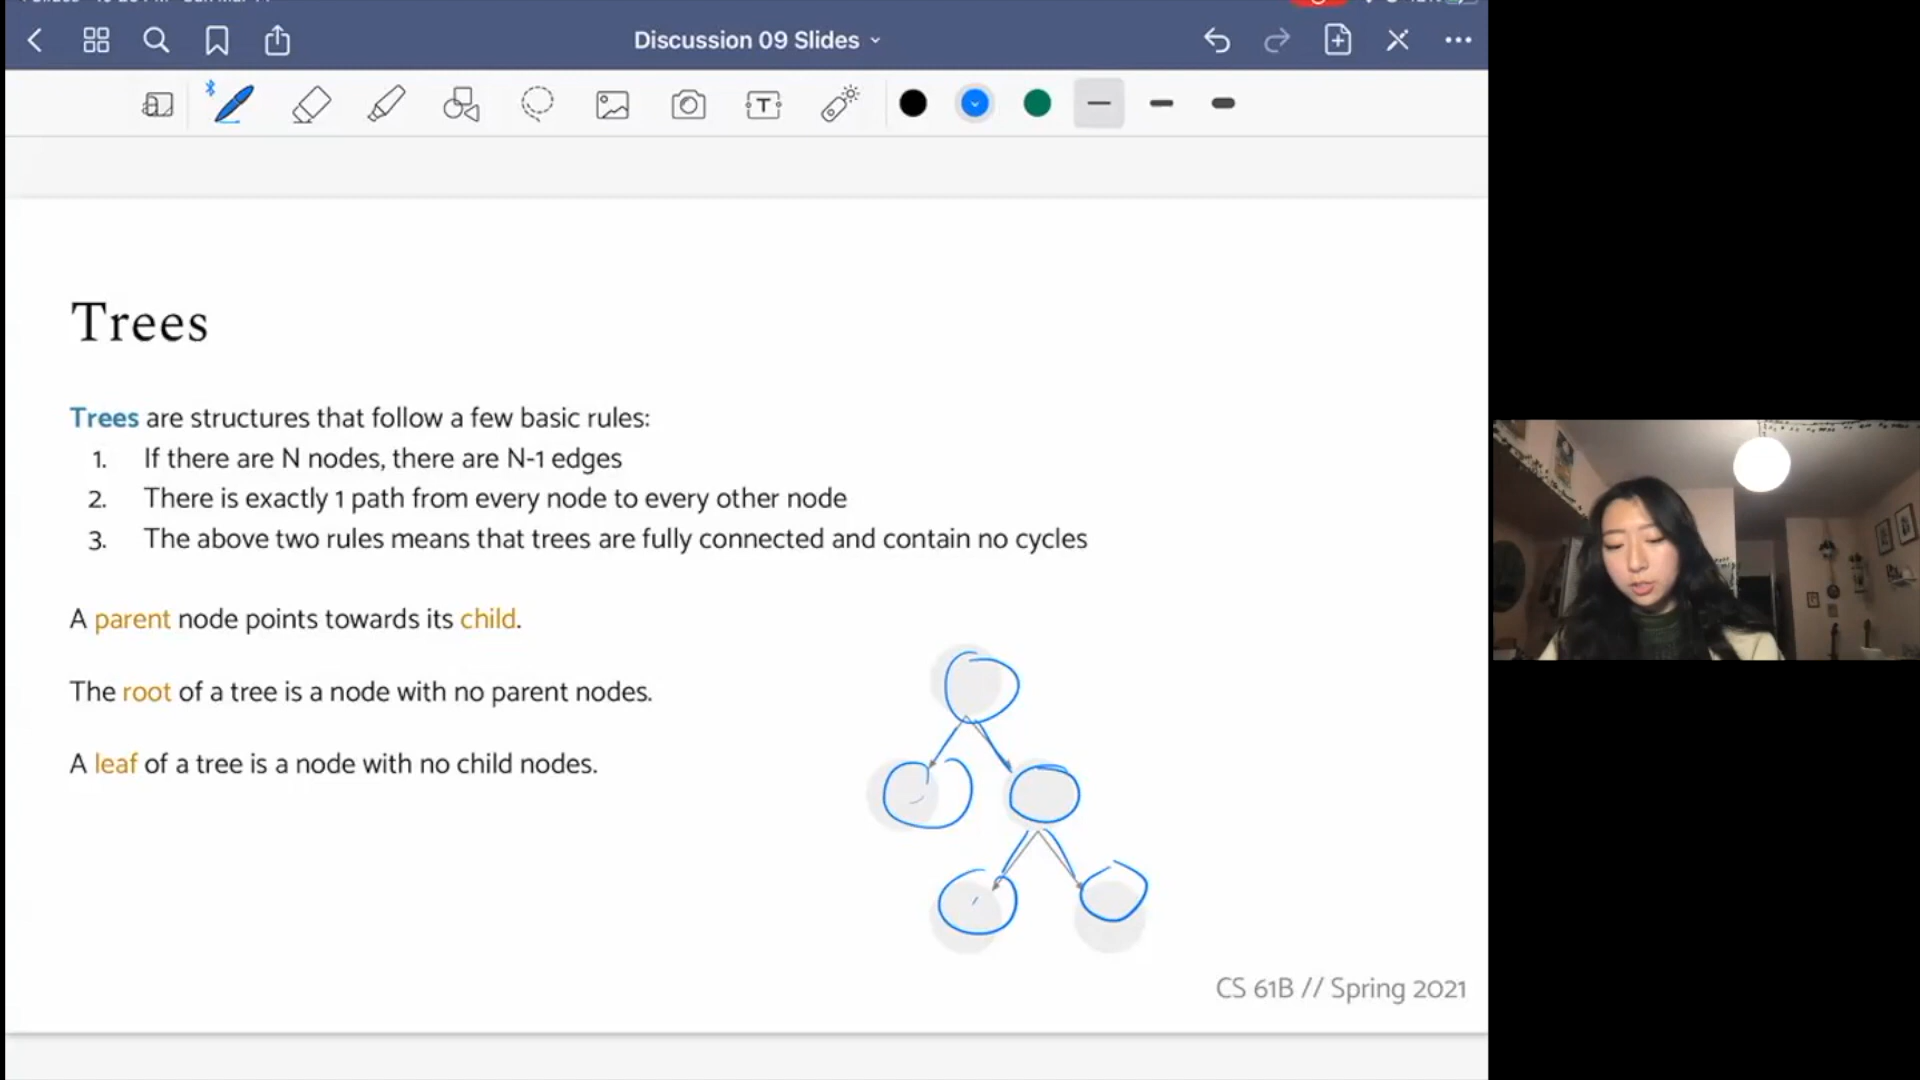 Discussion 09 Slides
T
Trees
Trees are structures that follow a few basic rules:
1. If there are N nodes, there are N-1 edges
2. There is exactly 1 path from every node to every other node
3. The above two rules means that trees are fully connected and contain no cycles
A parent node points towards its child.
The root of a tree is a node with no parent nodes.
A leaf of a tree is a node with no child nodes.
CS 61B // Spring 2021